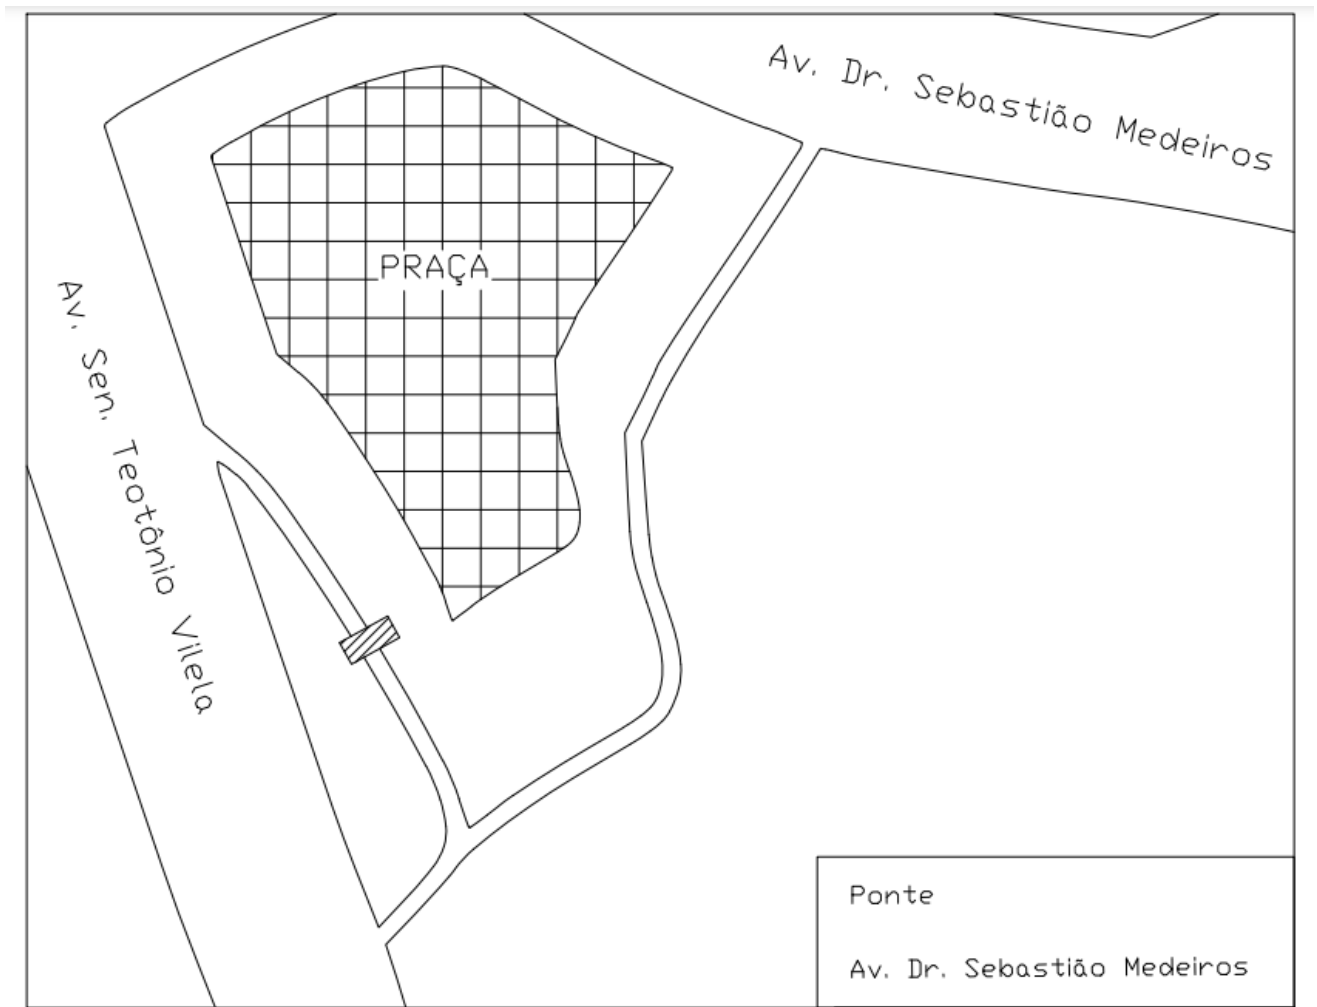 Av. Dr. Sebastião Medeiros
PRAÇA
Av. Sen. Teotônio Vilela
Ponte
Av. Dr. Sebastião Medeiros